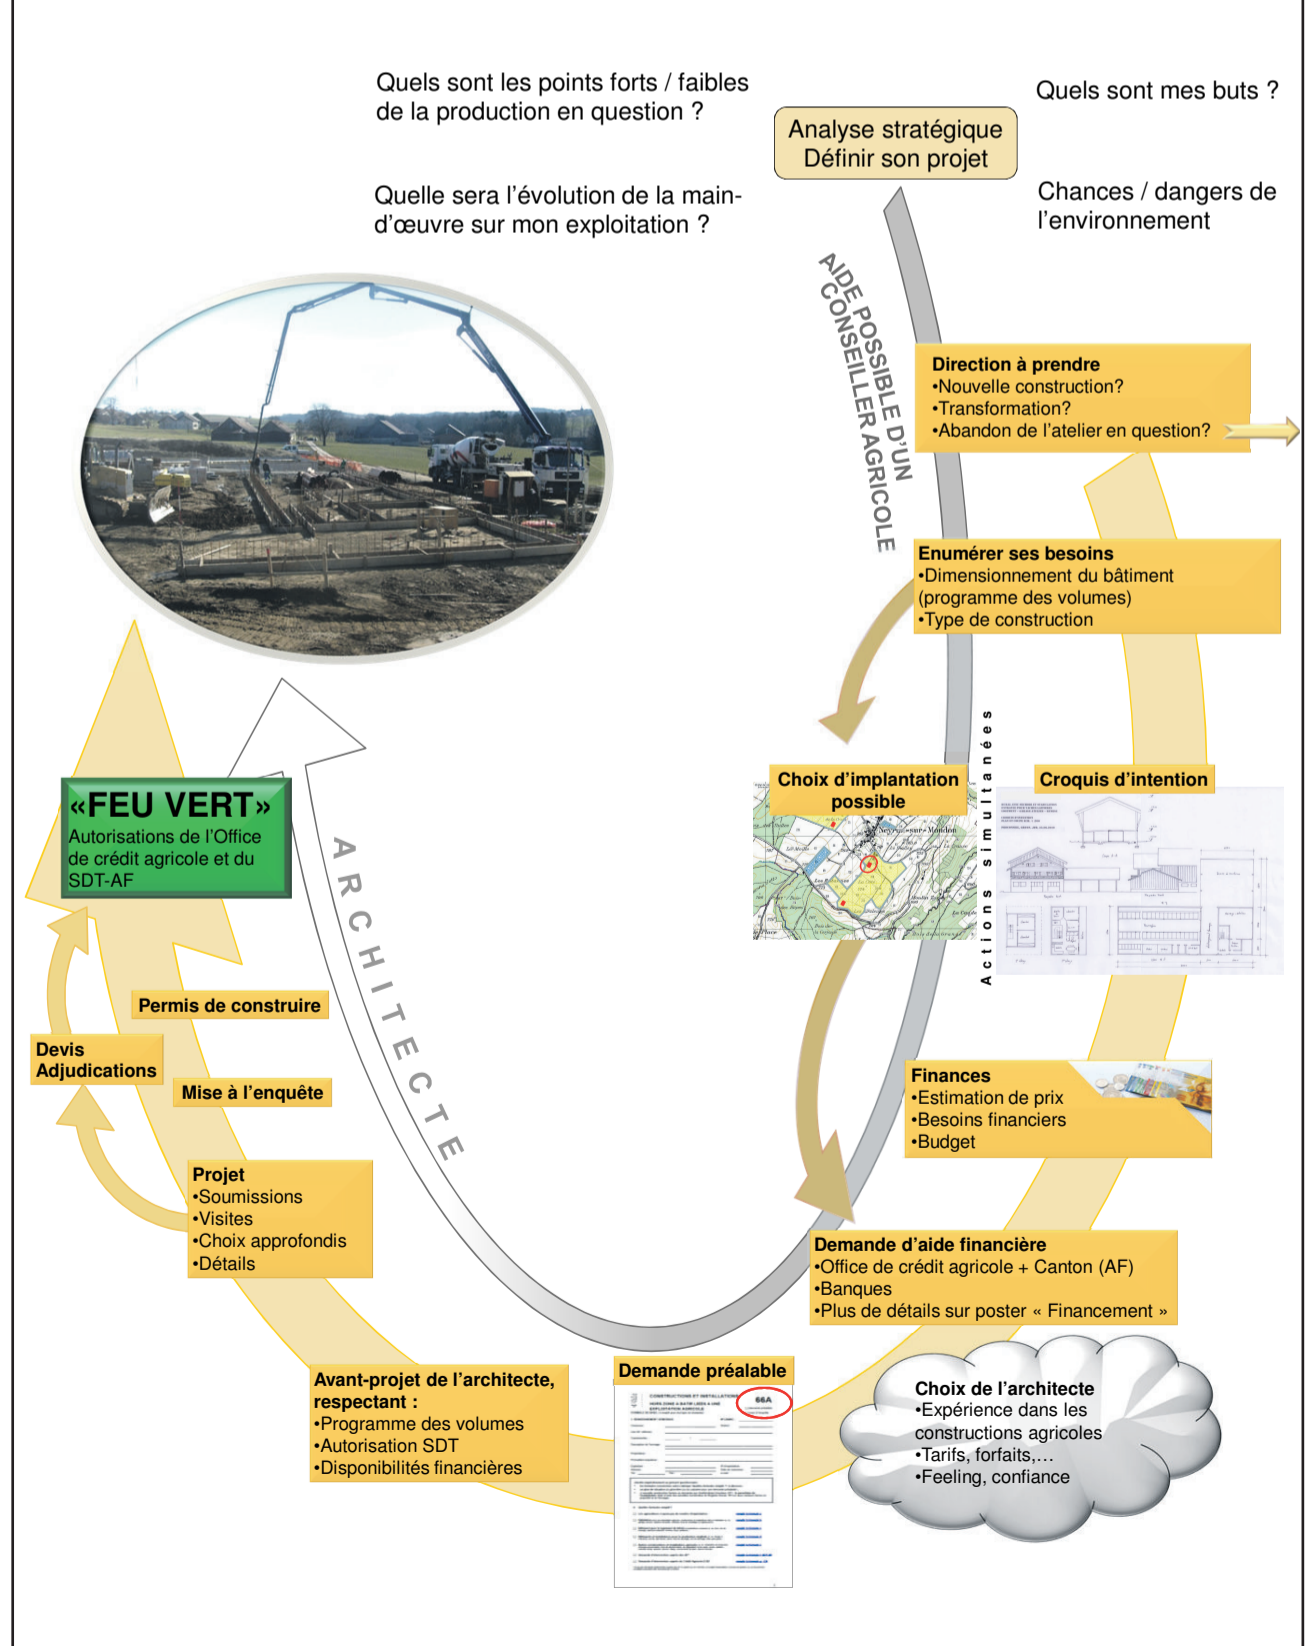 Quels sont les points forts / faibles
de la production en question ?
Quels sont mes buts ?
Analyse stratégique
Définir son projet
Quelle sera l'évolution de la main-
d'œuvre sur mon exploitation ?
Chances / dangers de
l'environnement
AIDE POSSIBLE D'UN
CONSEILLER AGRICOLE
Direction à prendre
•Nouvelle construction?
•Transformation?
•Abandon de l'atelier en question?
Enumérer ses besoins
•Dimensionnement du bâtiment
(programme des volumes)
•Type de construction
Actions simultanées
Choix d'implantation
possible
Croquis d'intention
«FEU VERT»
Autorisations de l'Office
de crédit agricole et du
SDT-AF
ARCHITECTE
Permis de construire
Devis
Adjudications
Mise à l'enquête
Finances
•Estimation de prix
•Besoins financiers
•Budget
Projet
•Soumissions
•Visites
•Choix approfondis
•Détails
Demande d'aide financière
•Office de crédit agricole + Canton (AF)
•Banques
•Plus de détails sur poster « Financement »
Avant-projet de l'architecte,
respectant :
•Programme des volumes
•Autorisation SDT
•Disponibilités financières
Demande préalable
CONSTRUCTIONS ET INSTALLATIONS
66A
Choix de l'architecte
•Expérience dans les
constructions agricoles
•Tarifs, forfaits,…
•Feeling, confiance